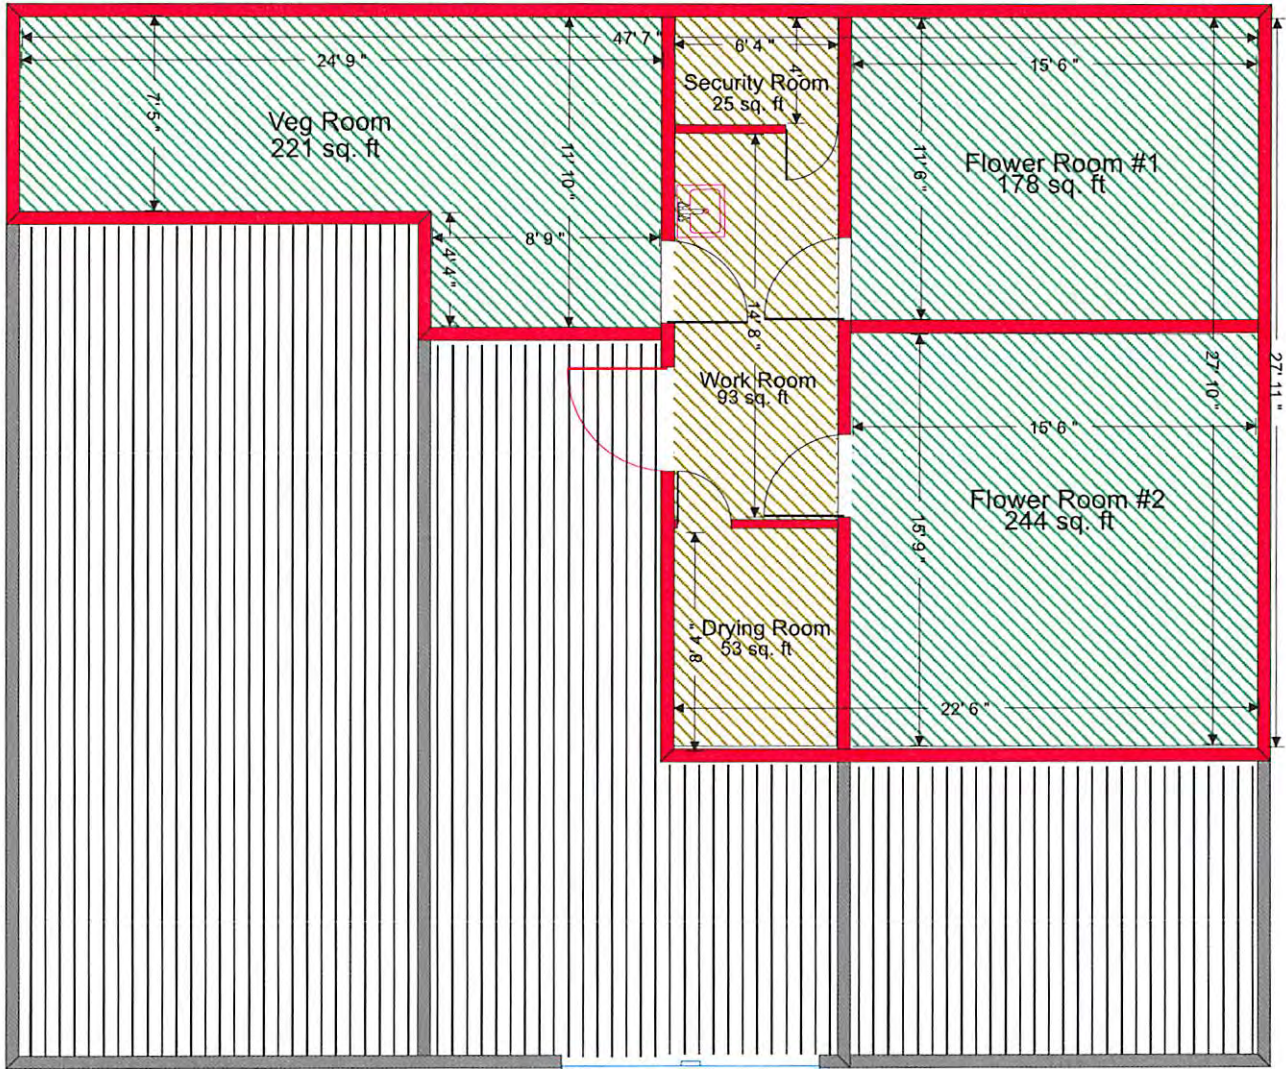 47' 7 "
24' 9 "
7' 5 "
Veg Room
221 sq. ft
11' 10 "
8' 9 "
4' 4 "
6' 4 "
4'
Security Room
25 sq. ft
14' 8 "
Work Room
93 sq. ft
8' 4 "
Drying Room
53 sq. ft
22' 6 "
15' 6 "
11' 6 "
Flower Room #1
178 sq. ft
27' 10 "
27' 11 "
15' 6 "
Flower Room #2
244 sq. ft
15' 9 "